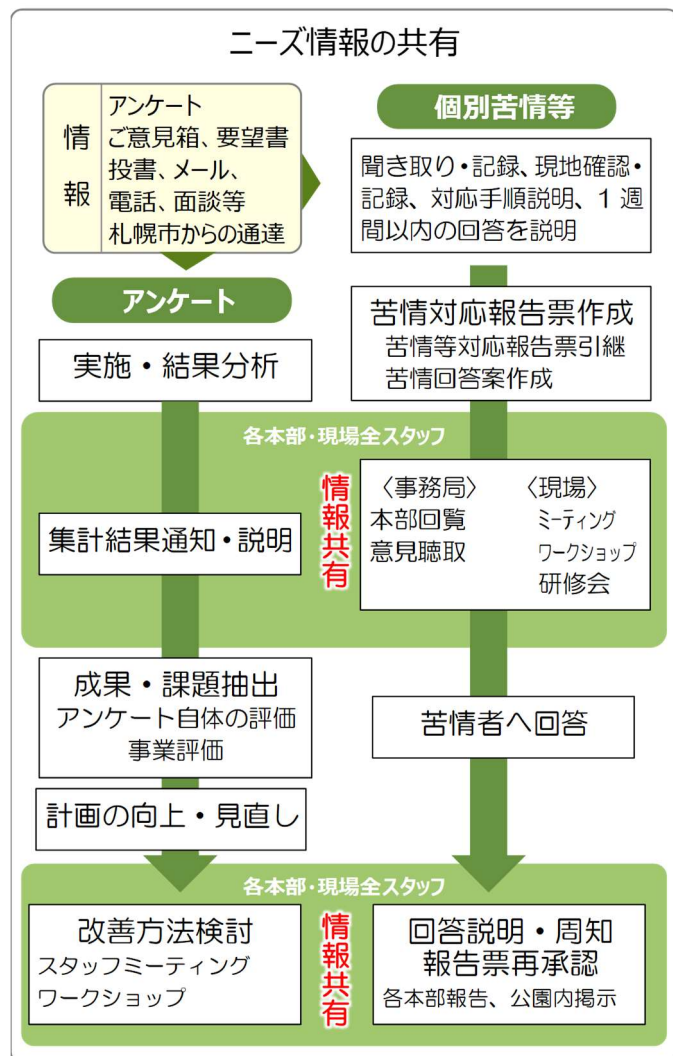 ニーズ情報の共有
情報
アンケート
ご意見箱、要望書
投書、メール、
電話、面談等
札幌市からの通達
個別苦情等
聞き取り・記録、現地確認・
記録、対応手順説明、1週
間以内の回答を説明
アンケート
実施・結果分析
苦情対応報告票作成
苦情等対応報告票引継
苦情回答案作成
各本部・現場全スタッフ
集計結果通知・説明
情報共有
〈事務局〉
本部回覧
意見聴取
〈現場〉
ミーティング
ワークショップ
研修会
成果・課題抽出
アンケート自体の評価
事業評価
計画の向上・見直し
苦情者へ回答
各本部・現場全スタッフ
改善方法検討
スタッフミーティング
ワークショップ
情報共有
回答説明・周知
報告票再承認
各本部報告、公園内掲示